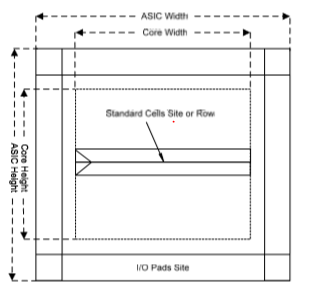 ASIC Width
Core Width
Standard Cells Site or Row
Core Height
ASIC Height
I/O Pads Site